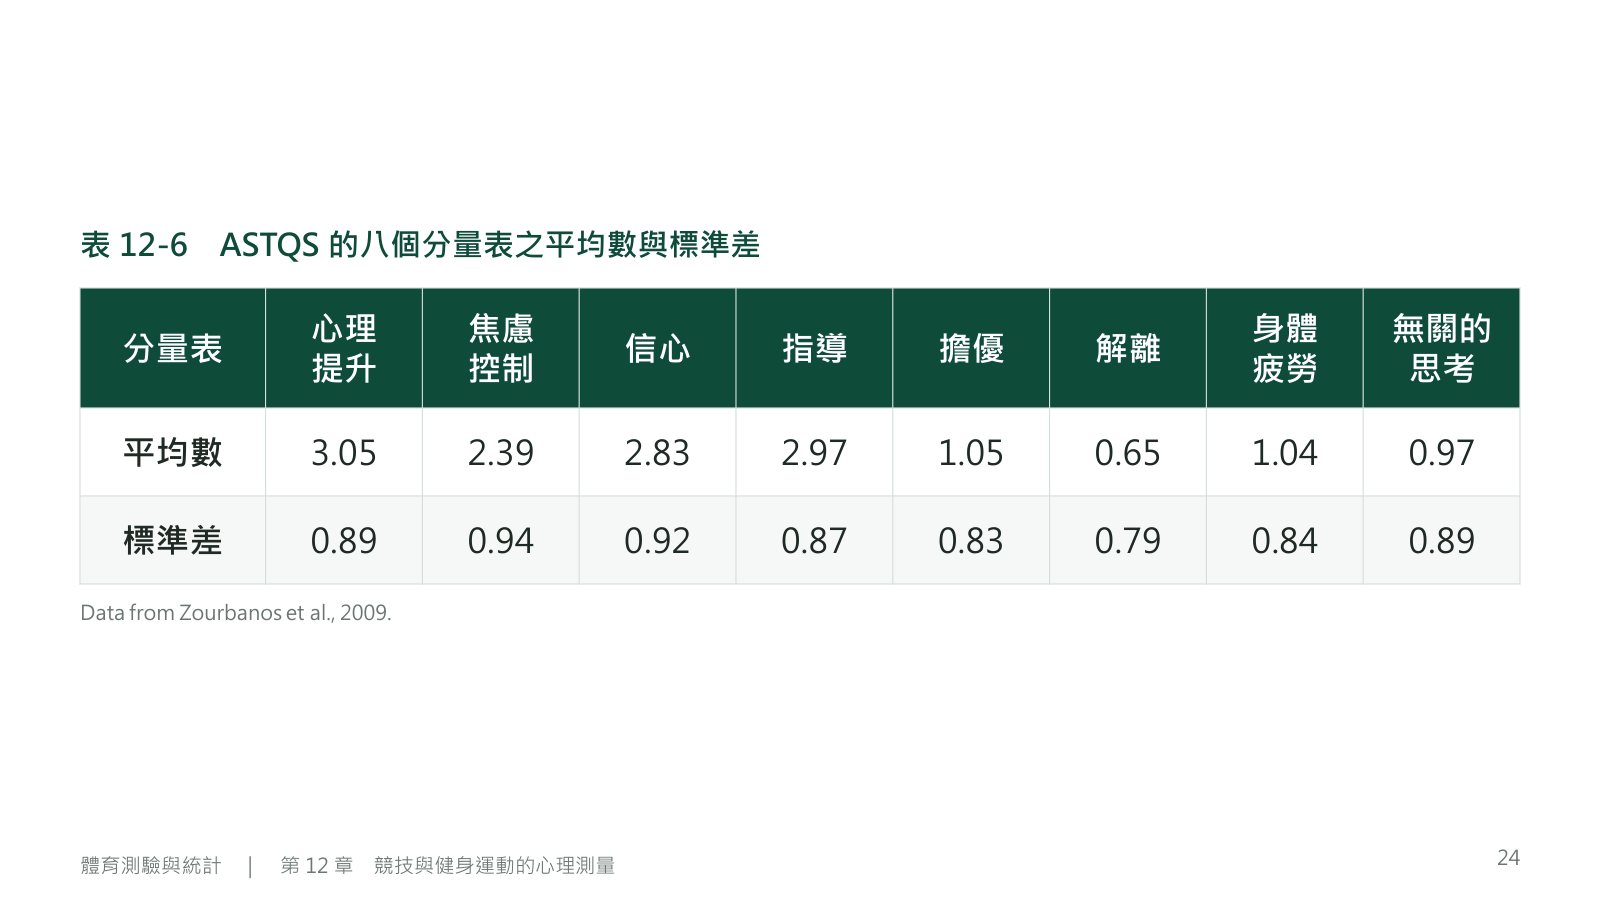 表 12-6　ASTQS 的八個分量表之平均數與標準差
分量表 心理提升 焦慮控制 信心 指導 擔優 解離 身體疲勞 無關的思考
平均數 3.05 2.39 2.83 2.97 1.05 0.65 1.04 0.97
標準差 0.89 0.94 0.92 0.87 0.83 0.79 0.84 0.89
Data from Zourbanos et al., 2009.
體育測驗與統計　|　第 12 章　競技與健身運動的心理測量
24